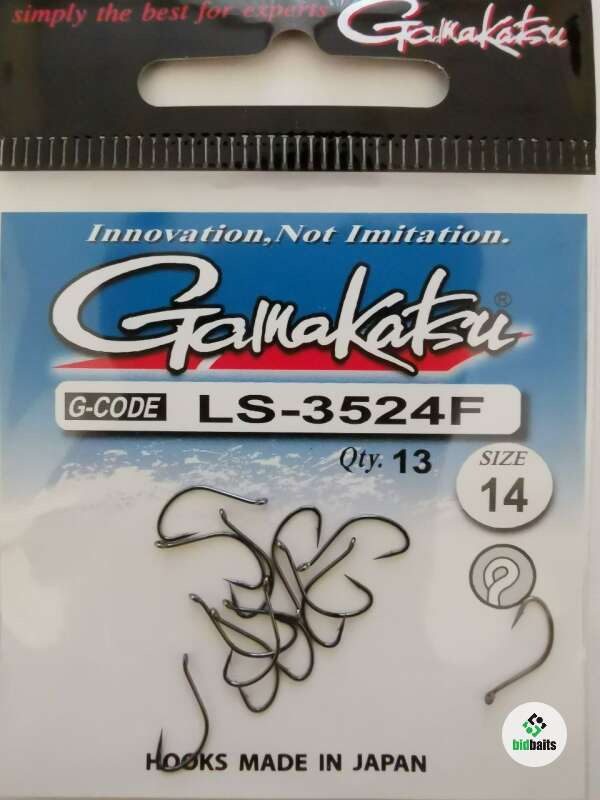 simply the best for experts
Gamakatsu
Innovation,Not Imitation.
Gamakatsu®
G-CODE LS-3524F
Qty. 13 SIZE
14
bidbaits
HOOKS MADE IN JAPAN